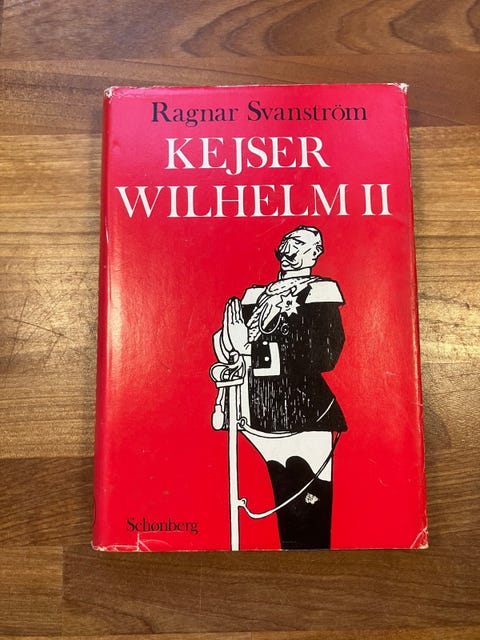 Ragnar Svanström
KEJSER
WILHELM II
Schønberg